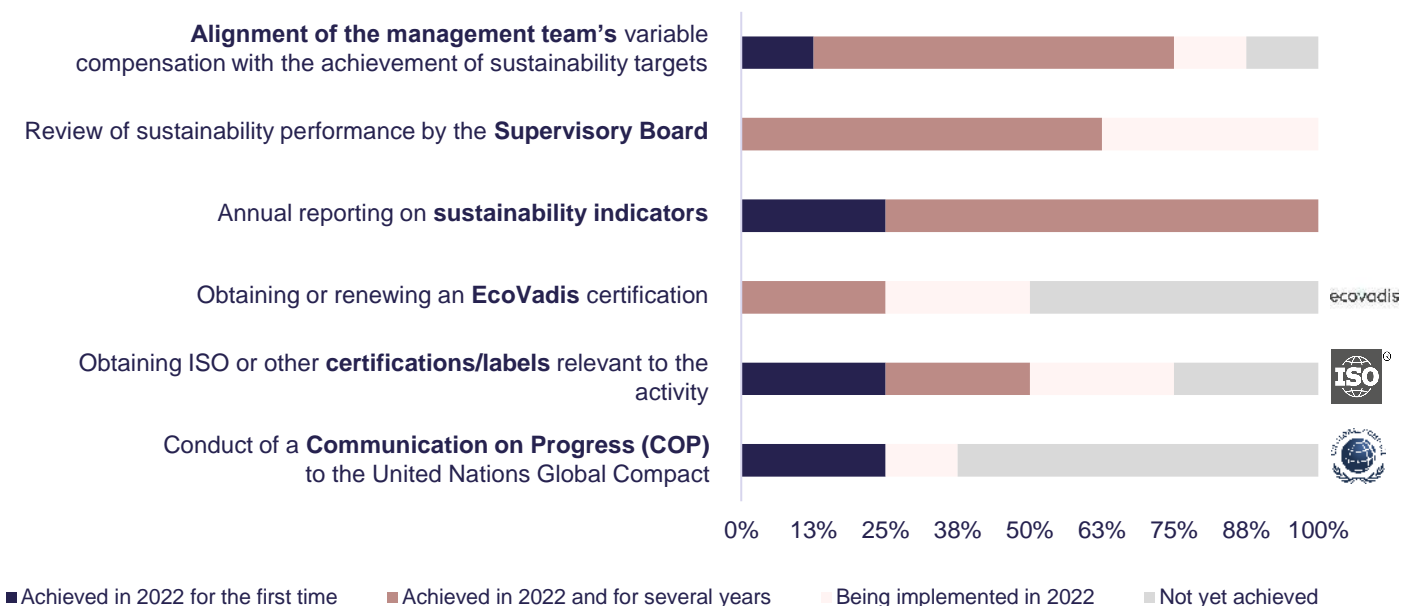 Alignment of the management team's variable
compensation with the achievement of sustainability targets
Review of sustainability performance by the Supervisory Board
Annual reporting on sustainability indicators
Obtaining or renewing an EcoVadis certification
ecovadis
Obtaining ISO or other certifications/labels relevant to the
activity
ISO
Conduct of a Communication on Progress (COP)
to the United Nations Global Compact
0% 13% 25% 38% 50% 63% 75% 88% 100%
Achieved in 2022 for the first time Achieved in 2022 and for several years Being implemented in 2022 Not yet achieved